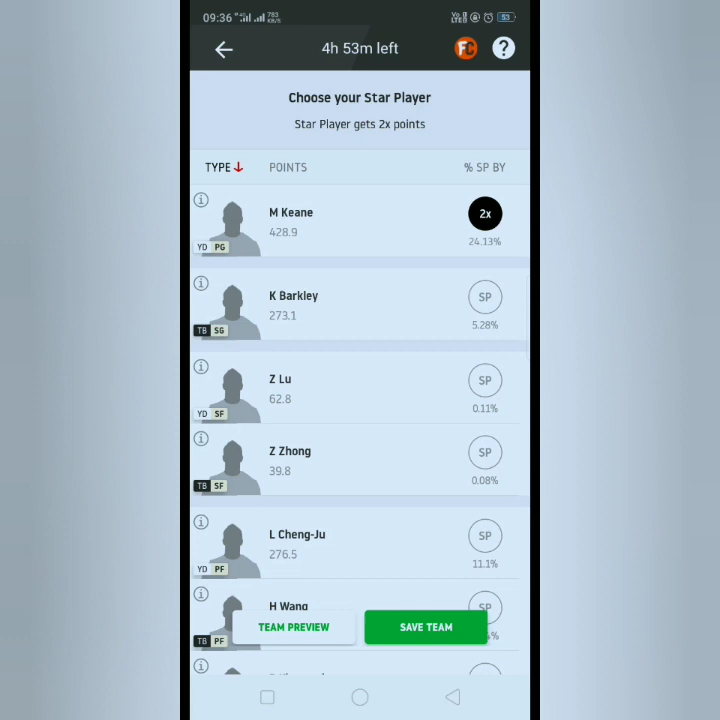 09:36
4h 53m left
FC
?
Choose your Star Player
Star Player gets 2x points
TYPE POINTS % SP BY
M Keane
428.9
2x
24.13%
YD PG
K Barkley
273.1
SP
5.28%
TB SG
Z Lu
62.8
SP
0.11%
YD SF
Z Zhong
39.8
SP
0.08%
TB SF
L Cheng-Ju
276.5
SP
11.1%
YD PF
H Wang
SP
TB PF
TEAM PREVIEW SAVE TEAM